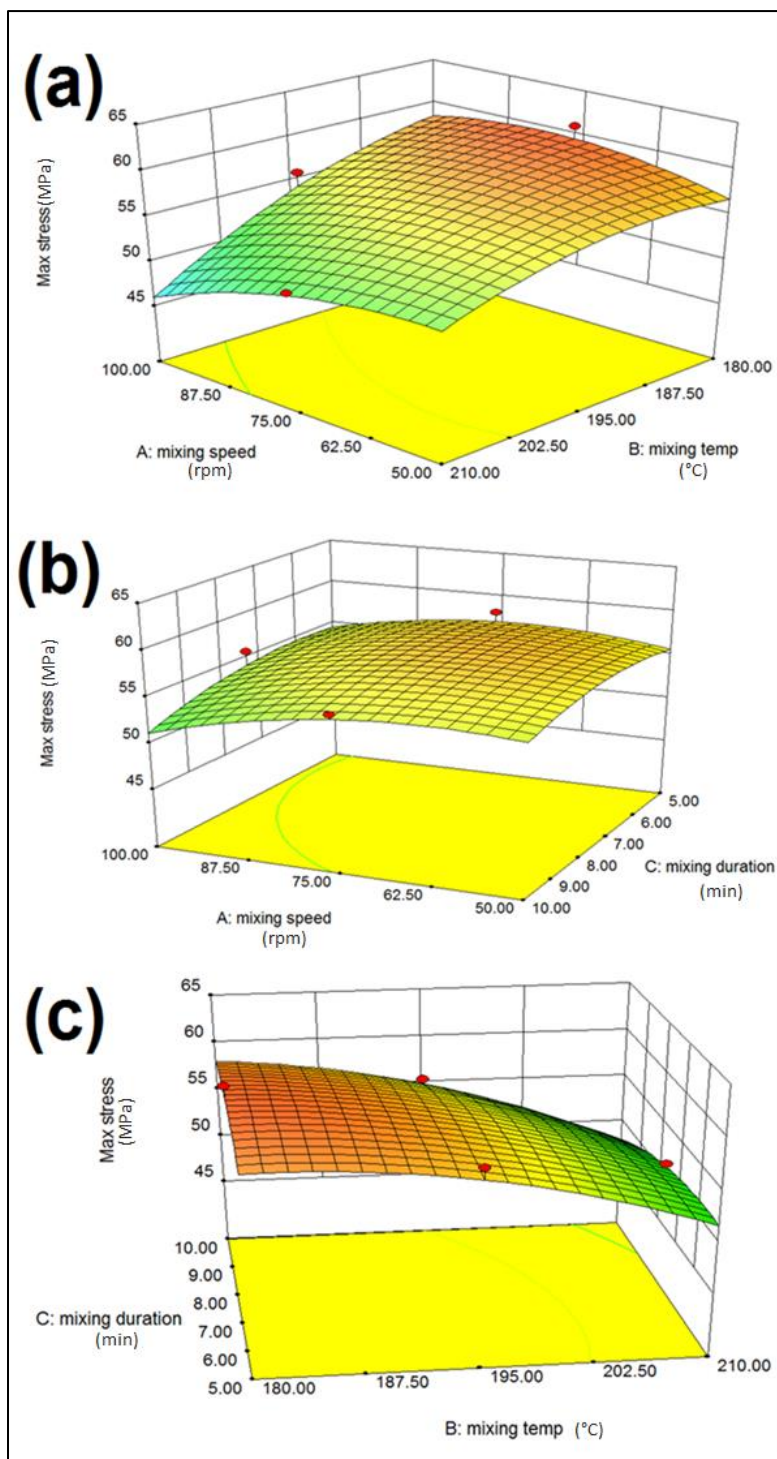 (a)
65
60
55
50
45
Max stress(MPa)
100.00
87.50
75.00
62.50
50.00
A: mixing speed
(rpm)
210.00
202.50
195.00
187.50
180.00
B: mixing temp
(°C)
(b)
65
60
55
50
45
Max stress (MPa)
100.00
87.50
75.00
62.50
50.00
A: mixing speed
(rpm)
10.00
9.00
8.00
7.00
6.00
5.00
C: mixing duration
(min)
(c)
65
60
55
50
45
Max stress
(MPa)
10.00
9.00
8.00
7.00
6.00
5.00
C: mixing duration
(min)
180.00
187.50
195.00
202.50
210.00
B: mixing temp (°C)